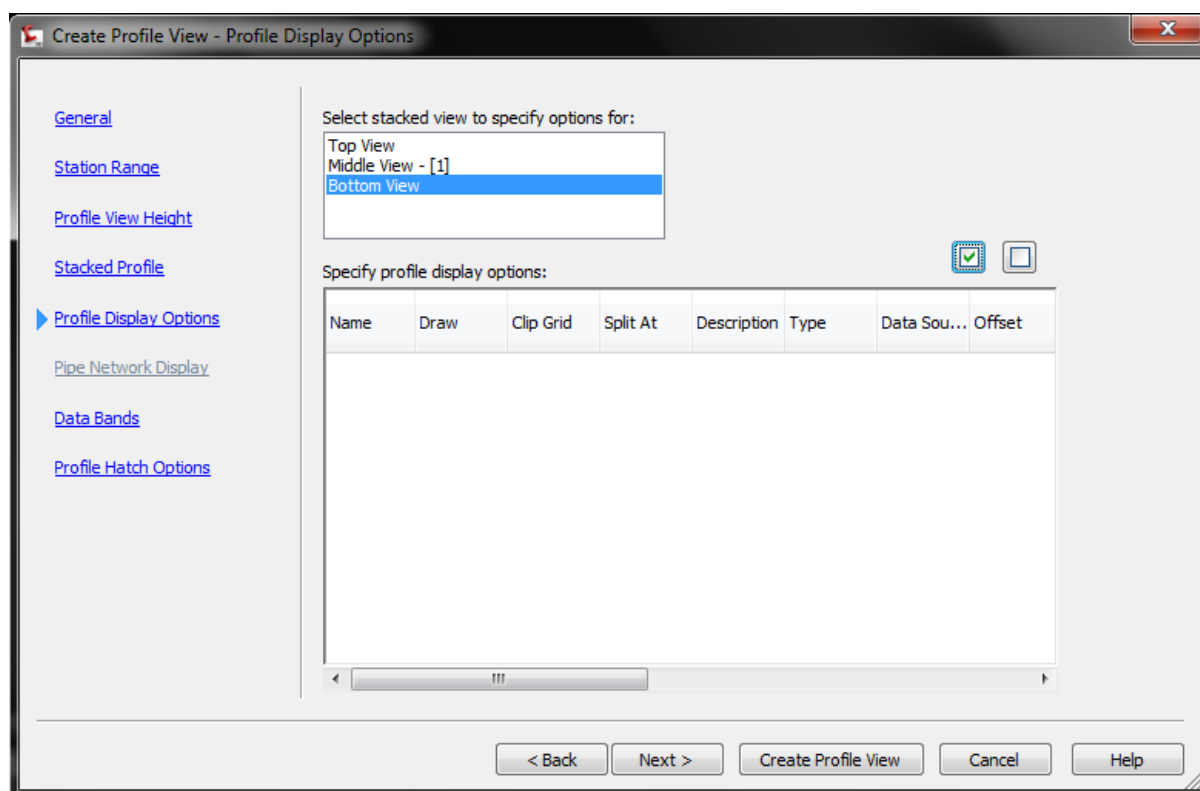 Create Profile View - Profile Display Options
General
Station Range
Profile View Height
Stacked Profile
Profile Display Options
Pipe Network Display
Data Bands
Profile Hatch Options
Select stacked view to specify options for:
Top View
Middle View - [1]
Bottom View
Specify profile display options:
Name Draw Clip Grid Split At Description Type Data Sou... Offset
< Back Next > Create Profile View Cancel Help